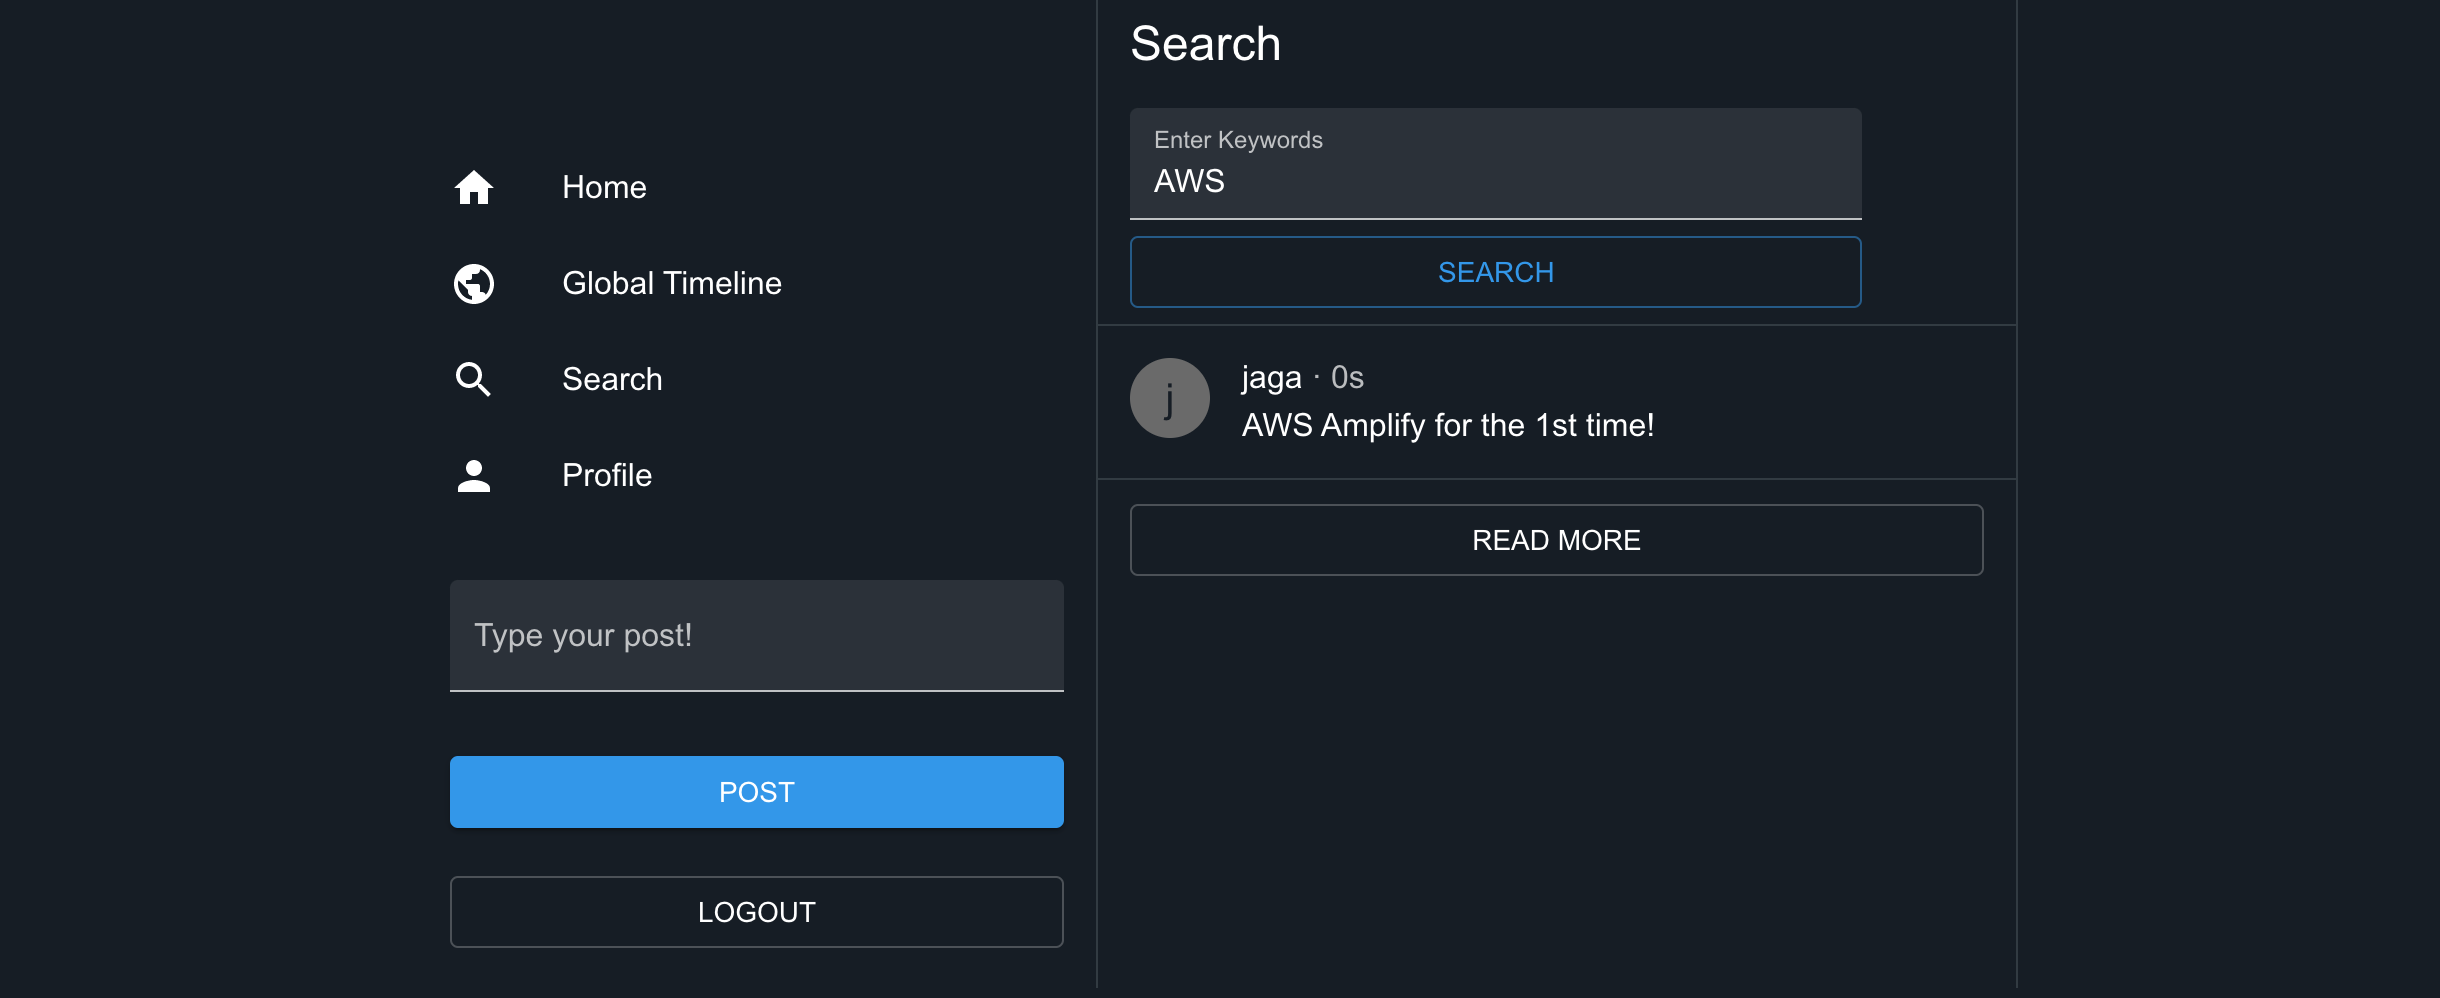 Home
Global Timeline
Search
Profile
Type your post!
POST
LOGOUT
Search
Enter Keywords
AWS
SEARCH
j
jaga · 0s
AWS Amplify for the 1st time!
READ MORE